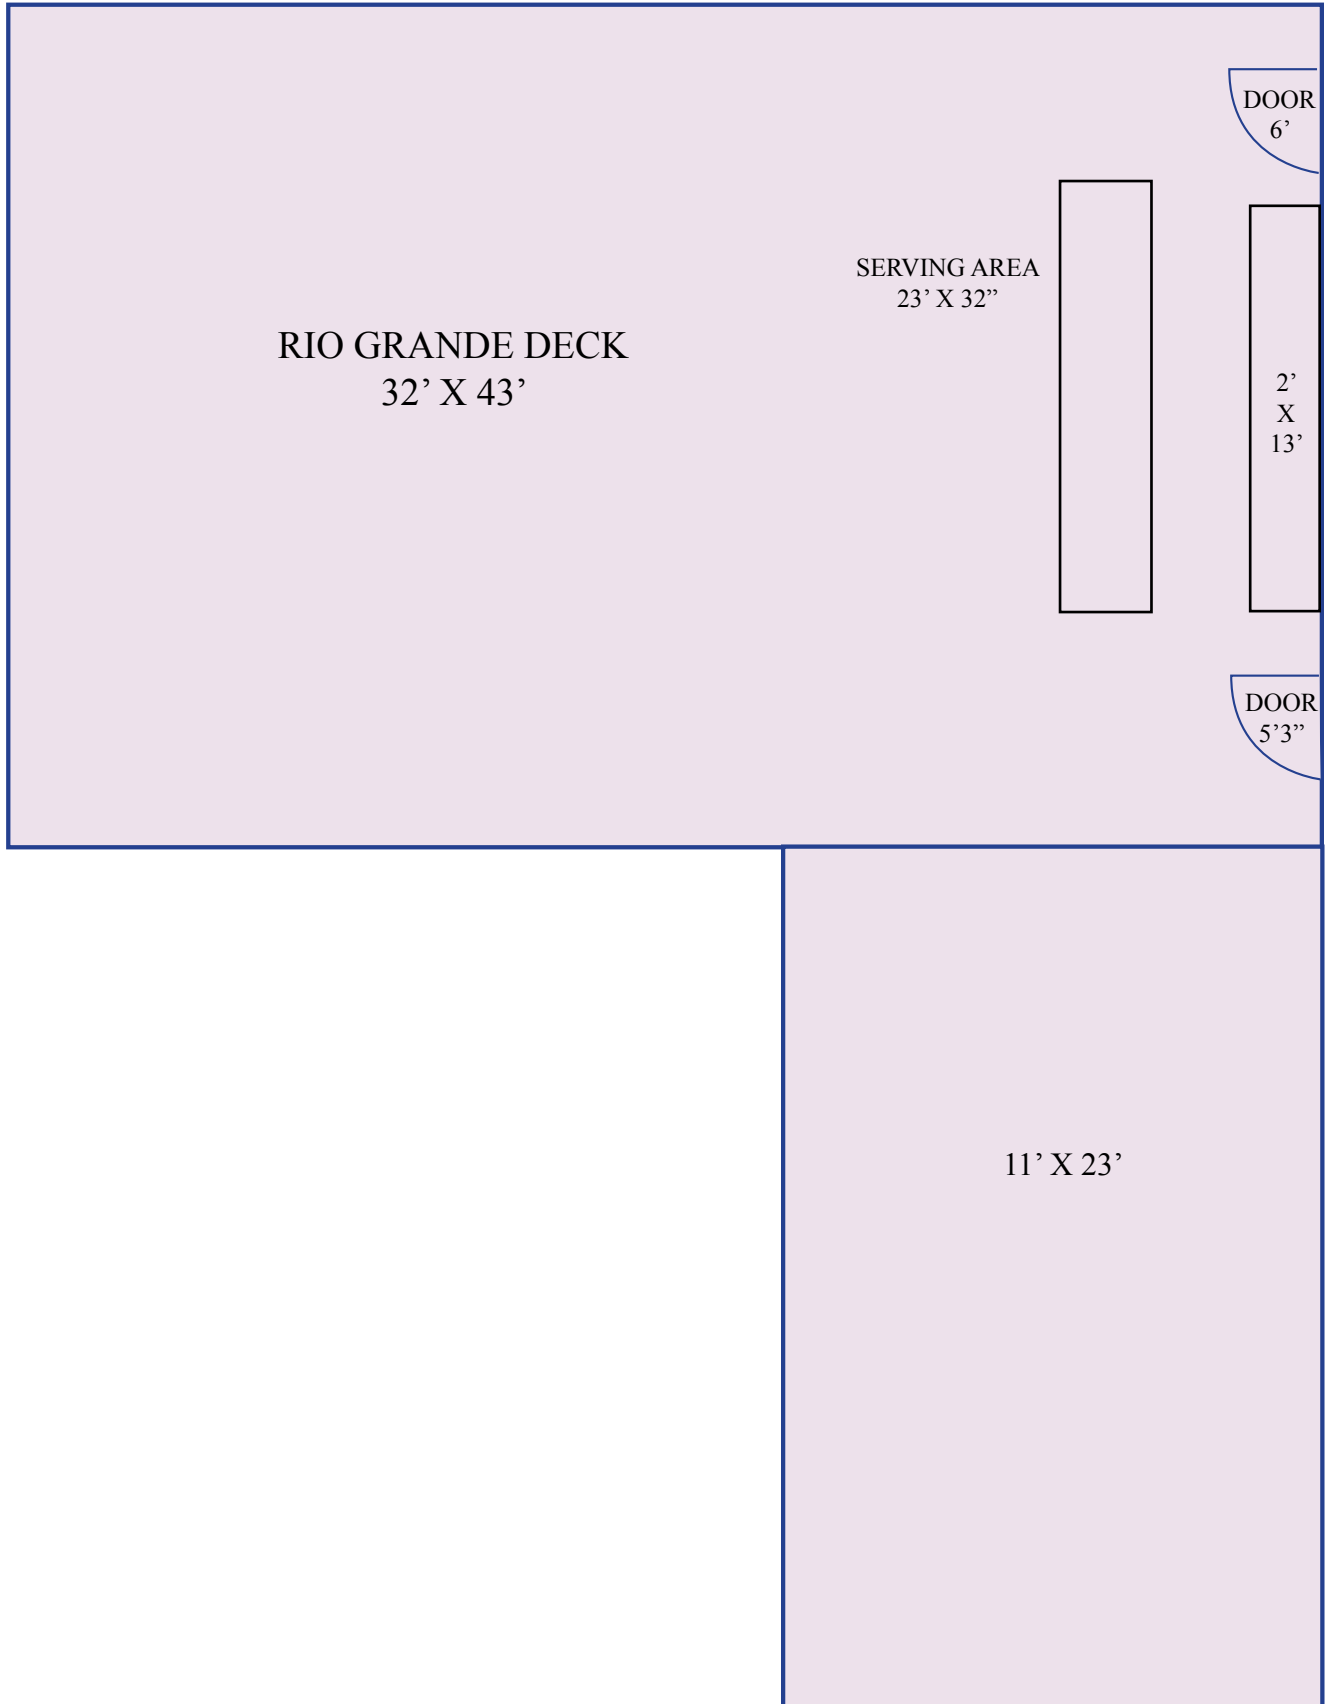 DOOR
6’
SERVING AREA
23’ X 32”
RIO GRANDE DECK
32’ X 43’
2’
X
13’
DOOR
5’3”
11’ X 23’